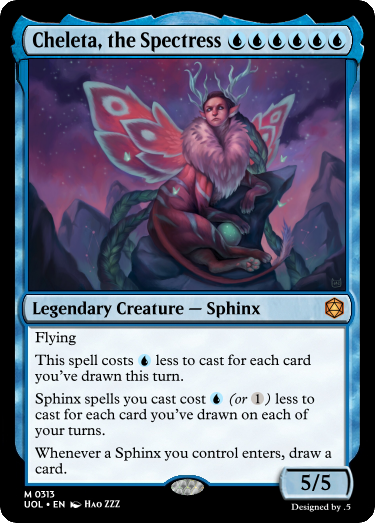 Cheleta, the Spectress
Legendary Creature — Sphinx
Flying
This spell costs less to cast for each card
you've drawn this turn.
Sphinx spells you cast cost (or 1) less to
cast for each card you've drawn on each of
your turns.
Whenever a Sphinx you control enters, draw a
card.
5/5
M 0313
UOL • EN Hao ZZZ
Designed by .5